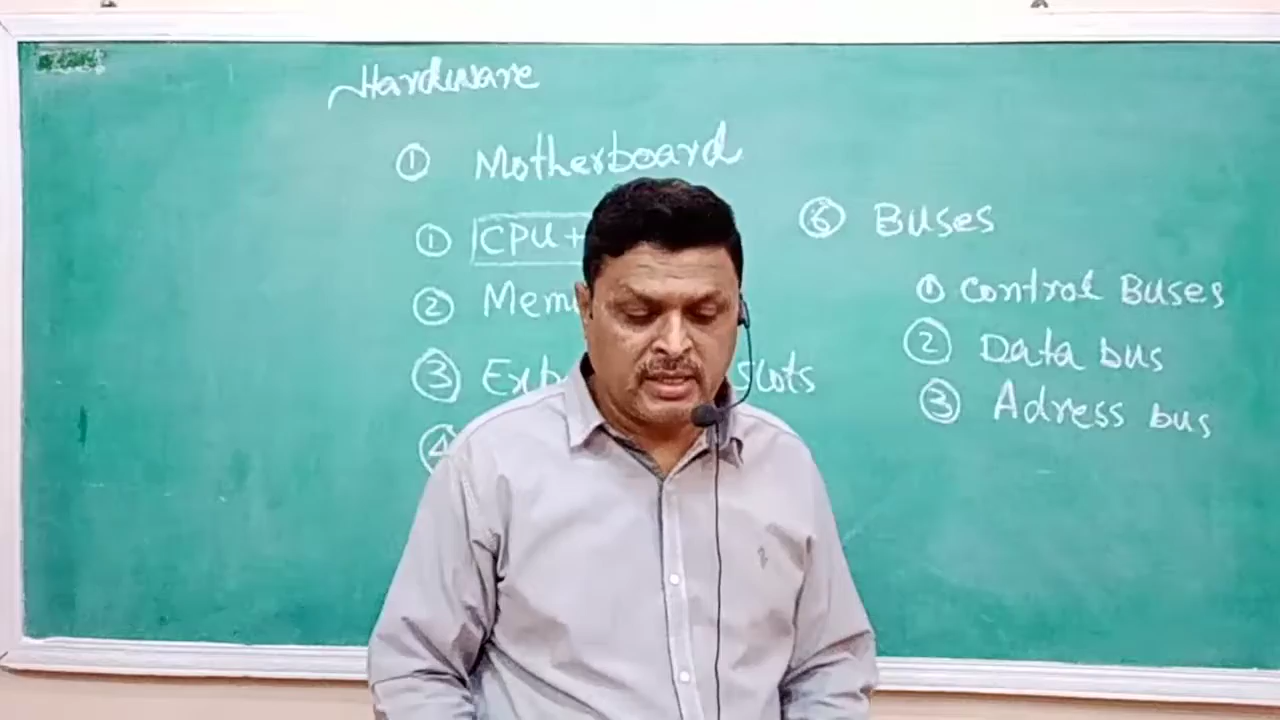 Hardware
① Motherboard
① CPU+
② Mem
③ Exp slots
④
⑥ Buses
① Control Buses
② Data bus
③ Adress bus